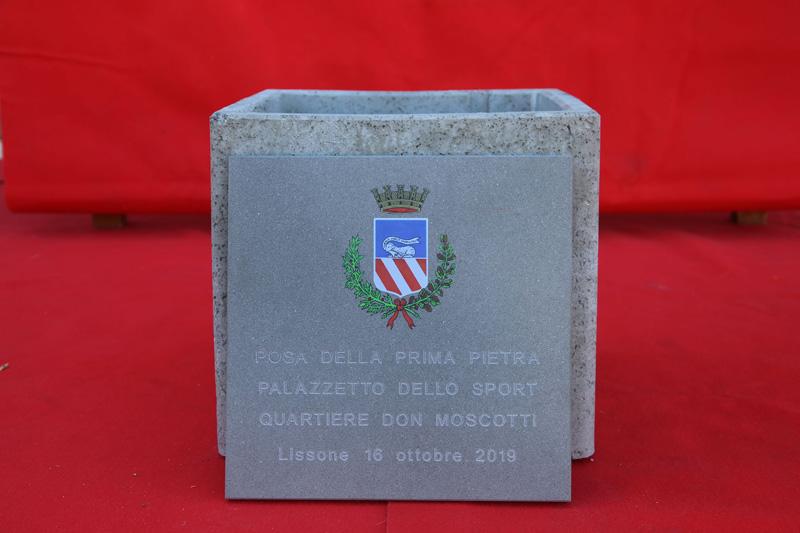 POSA DELLA PRIMA PIETRA
PALAZZETTO DELLO SPORT
QUARTIERE DON MOSCOTTI
Lissone 16 ottobre 2019